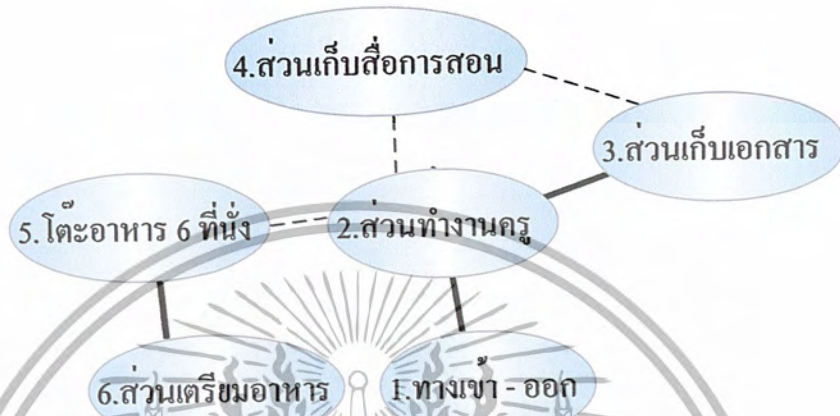 4.ส่วนเก็บสื่อการสอน
3.ส่วนเก็บเอกสาร
5.โต๊ะอาหาร 6 ที่นั่ง
2.ส่วนทำงานครู
6.ส่วนเตรียมอาหาร
1.ทางเข้า - ออก